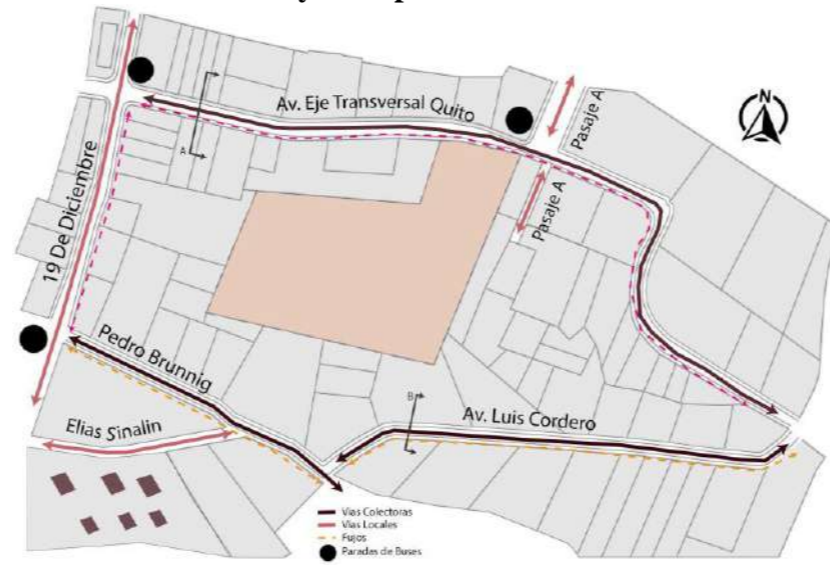 N
Av. Eje Transversal Quito
Pasaje A
A
19 De Diciembre
Pasaje A
Pedro Brunnig
B
Av. Luis Cordero
Elias Sinalin
Vias Colectoras
Vias Locales
Fujos
Paradas de Buses